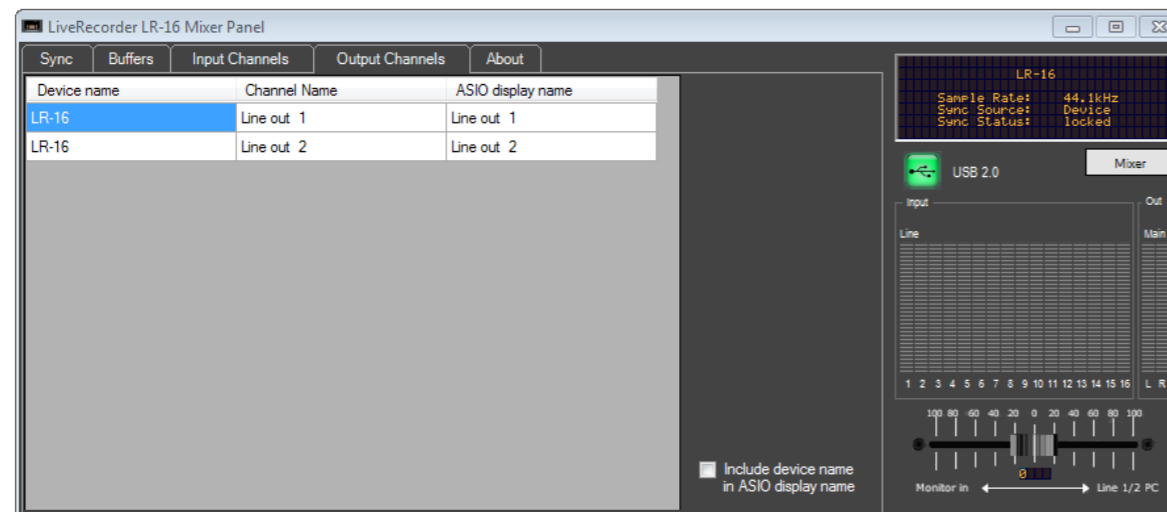 LiveRecorder LR-16 Mixer Panel
Sync Buffers Input Channels Output Channels About
Device name Channel Name ASIO display name
LR-16 Line out 1 Line out 1
LR-16 Line out 2 Line out 2
Include device name
in ASIO display name
LR-16
Sample Rate: 44.1kHz
Sync Source: Device
Sync Status: locked
USB 2.0 Mixer
Input Out
Line Main
1 2 3 4 5 6 7 8 9 10 11 12 13 14 15 16 L R
100 80 60 40 20 0 20 40 60 80 100
0
Monitor in Line 1/2 PC